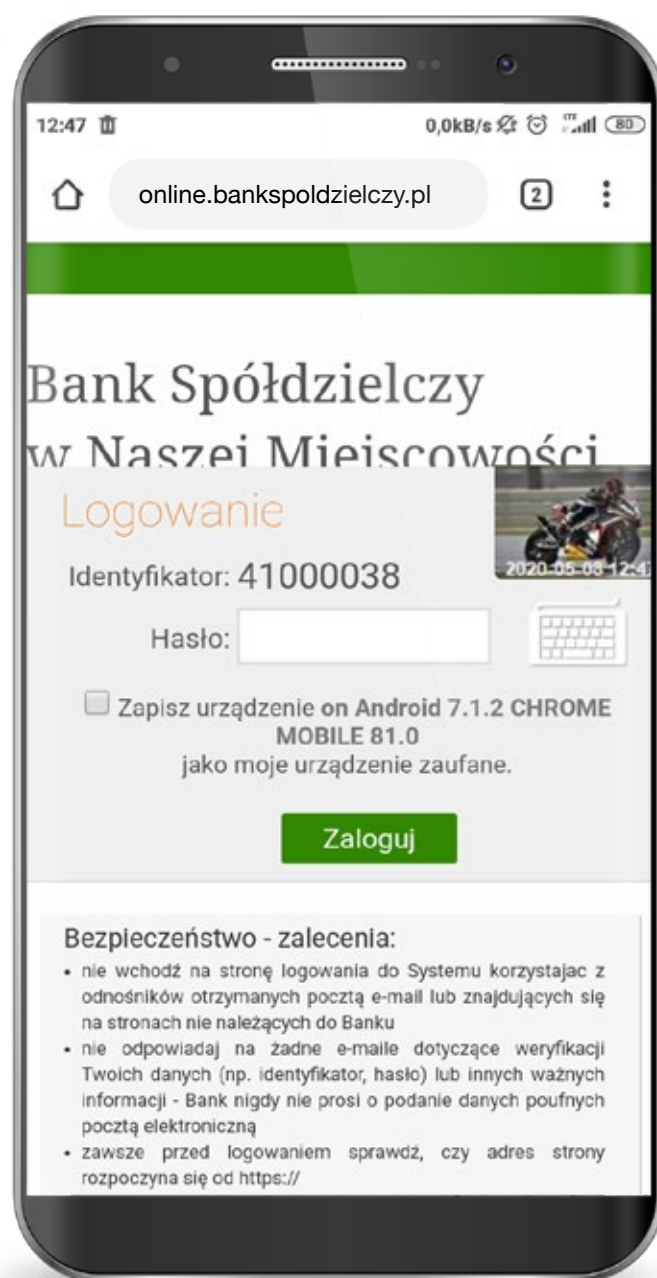 12:47 0,0kB/s LTE 80
online.bankspoldzielczy.pl 2
Bank Spółdzielczy
w Naszej Miejscowości
Logowanie
2020-05-08 12:47
Identyfikator: 41000038
Hasło:
Zapisz urządzenie on Android 7.1.2 CHROME
MOBILE 81.0
jako moje urządzenie zaufane.
Zaloguj
Bezpieczeństwo - zalecenia:
• nie wchodź na stronę logowania do Systemu korzystajac z
odnośników otrzymanych pocztą e-mail lub znajdujących się
na stronach nie należących do Banku
• nie odpowiadaj na żadne e-maile dotyczące weryfikacji
Twoich danych (np. identyfikator, hasło) lub innych ważnych
informacji - Bank nigdy nie prosi o podanie danych poufnych
pocztą elektroniczną
• zawsze przed logowaniem sprawdź, czy adres strony
rozpoczyna się od https://